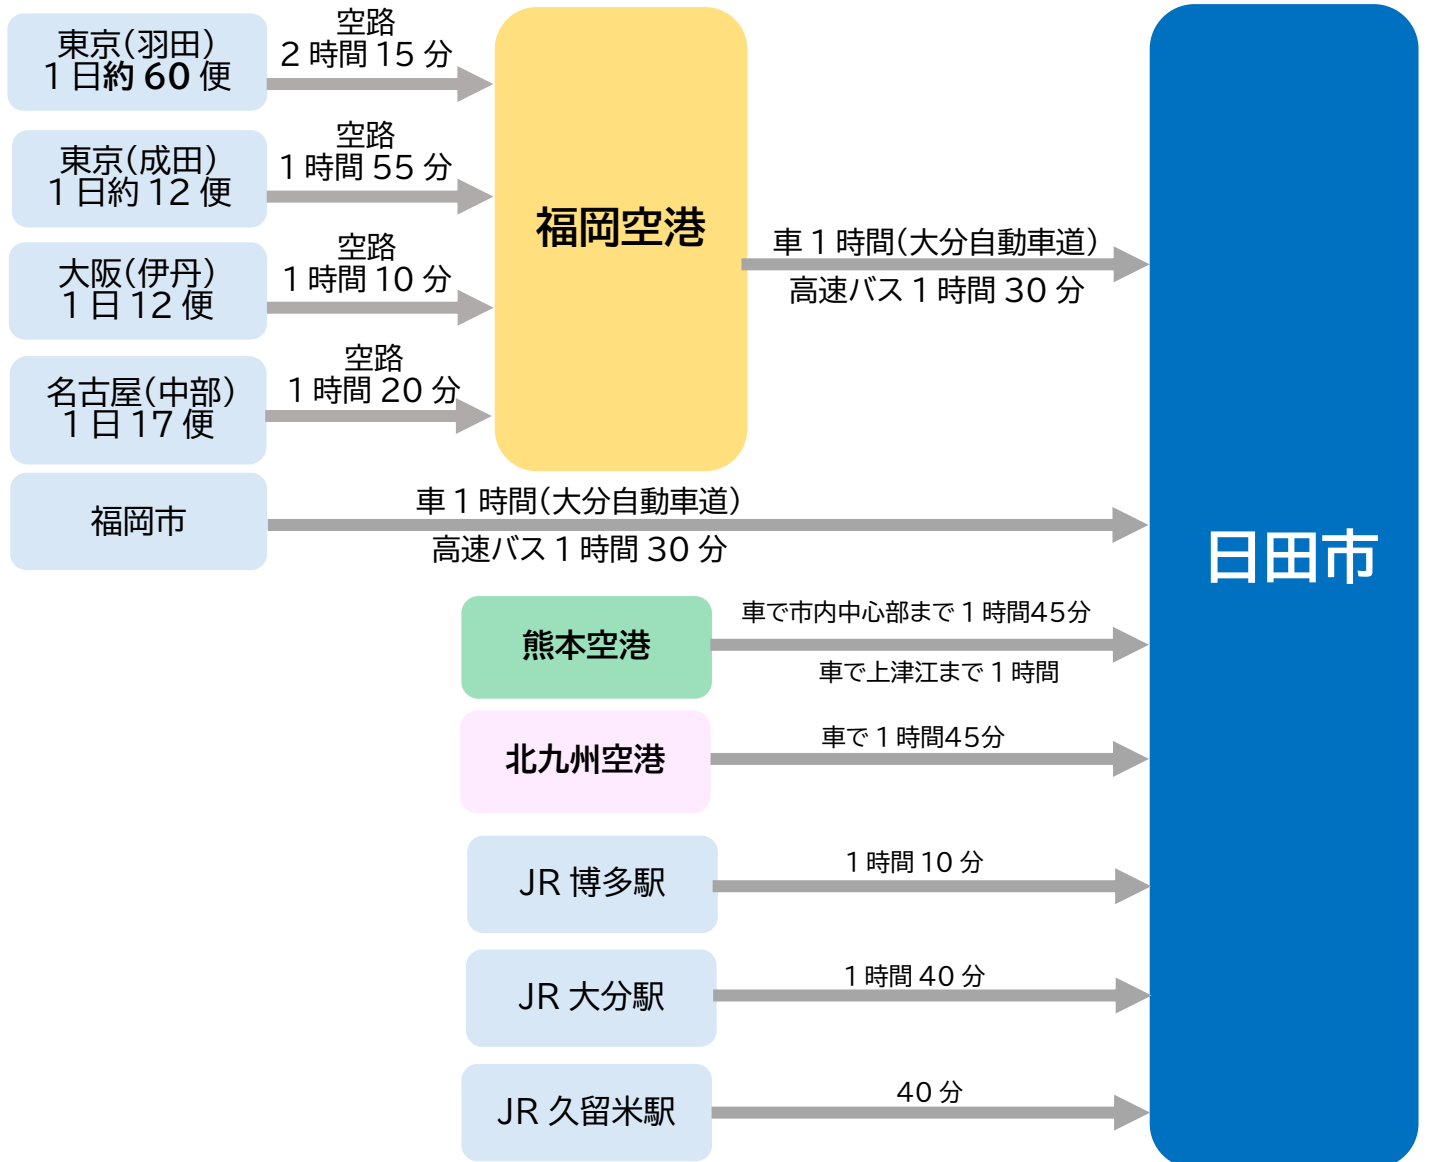 東京(羽田)
1日約60便
空路
2時間15分
東京(成田)
1日約12便
空路
1時間55分
大阪(伊丹)
1日12便
空路
1時間10分
名古屋(中部)
1日17便
空路
1時間20分
福岡空港
車1時間(大分自動車道)
高速バス1時間30分
福岡市
車1時間(大分自動車道)
高速バス1時間30分
日田市
熊本空港
車で市内中心部まで1時間45分
車で上津江まで1時間
北九州空港
車で1時間45分
JR博多駅
1時間10分
JR大分駅
1時間40分
JR久留米駅
40分